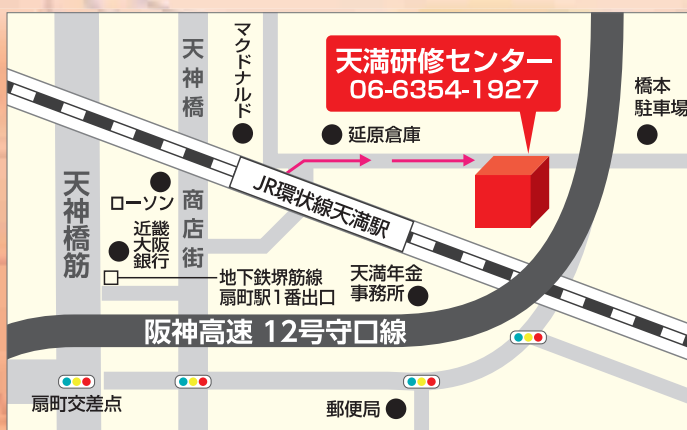 天満研修センター
06-6354-1927
マクドナルド
天神橋
商店街
橋本
駐車場
延原倉庫
JR環状線天満駅
天神橋筋
ローソン
近畿
大阪
銀行
地下鉄堺筋線
扇町駅1番出口
天満年金
事務所
阪神高速 12号守口線
扇町交差点
郵便局